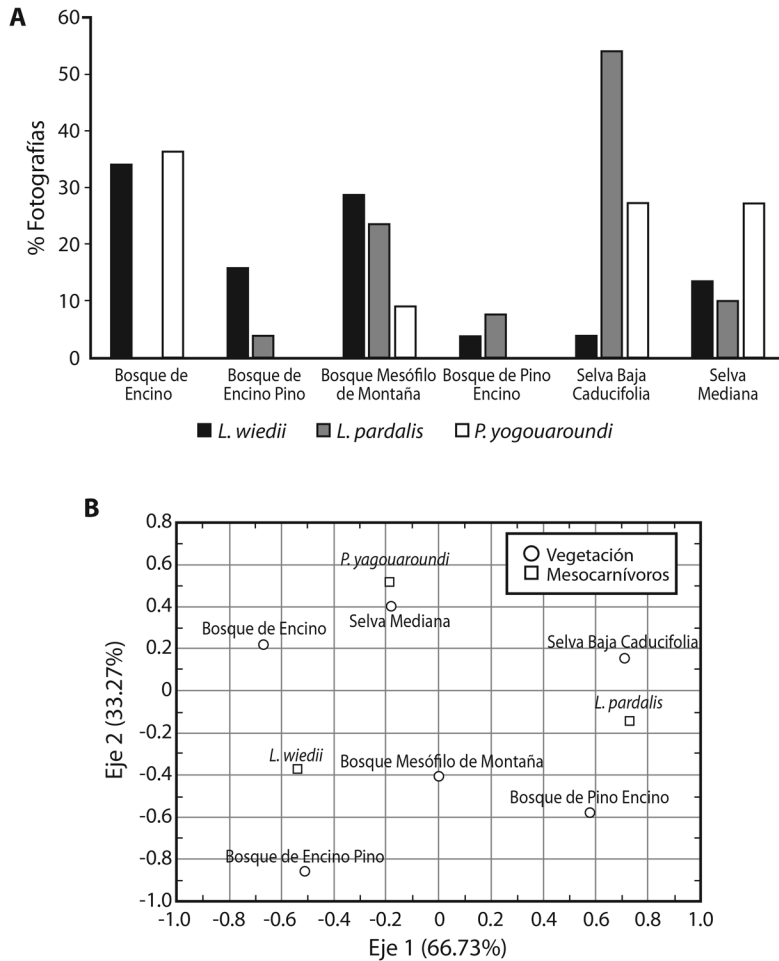 A
60
50
40
30
20
10
0
% Fotografías
Bosque de
Encino
Bosque de
Encino Pino
Bosque Mesófilo
de Montaña
Bosque de Pino
Encino
Selva Baja
Caducifolia
Selva
Mediana
L. wiedii
L. pardalis
P. yogouaroundi
B
0.8
0.6
0.4
0.2
0
-0.2
-0.4
-0.6
-0.8
-1.0
Eje 2 (33.27%)
Vegetación
Mesocarnívoros
P. yagouaroundi
Selva Mediana
Bosque de Encino
Selva Baja Caducifolia
L. pardalis
L. wiedii
Bosque Mesófilo de Montaña
Bosque de Pino Encino
Bosque de Encino Pino
-1.0 -0.8 -0.6 -0.5 -0.2 0 0.2 0.4 0.6 0.8 1.0
Eje 1 (66.73%)